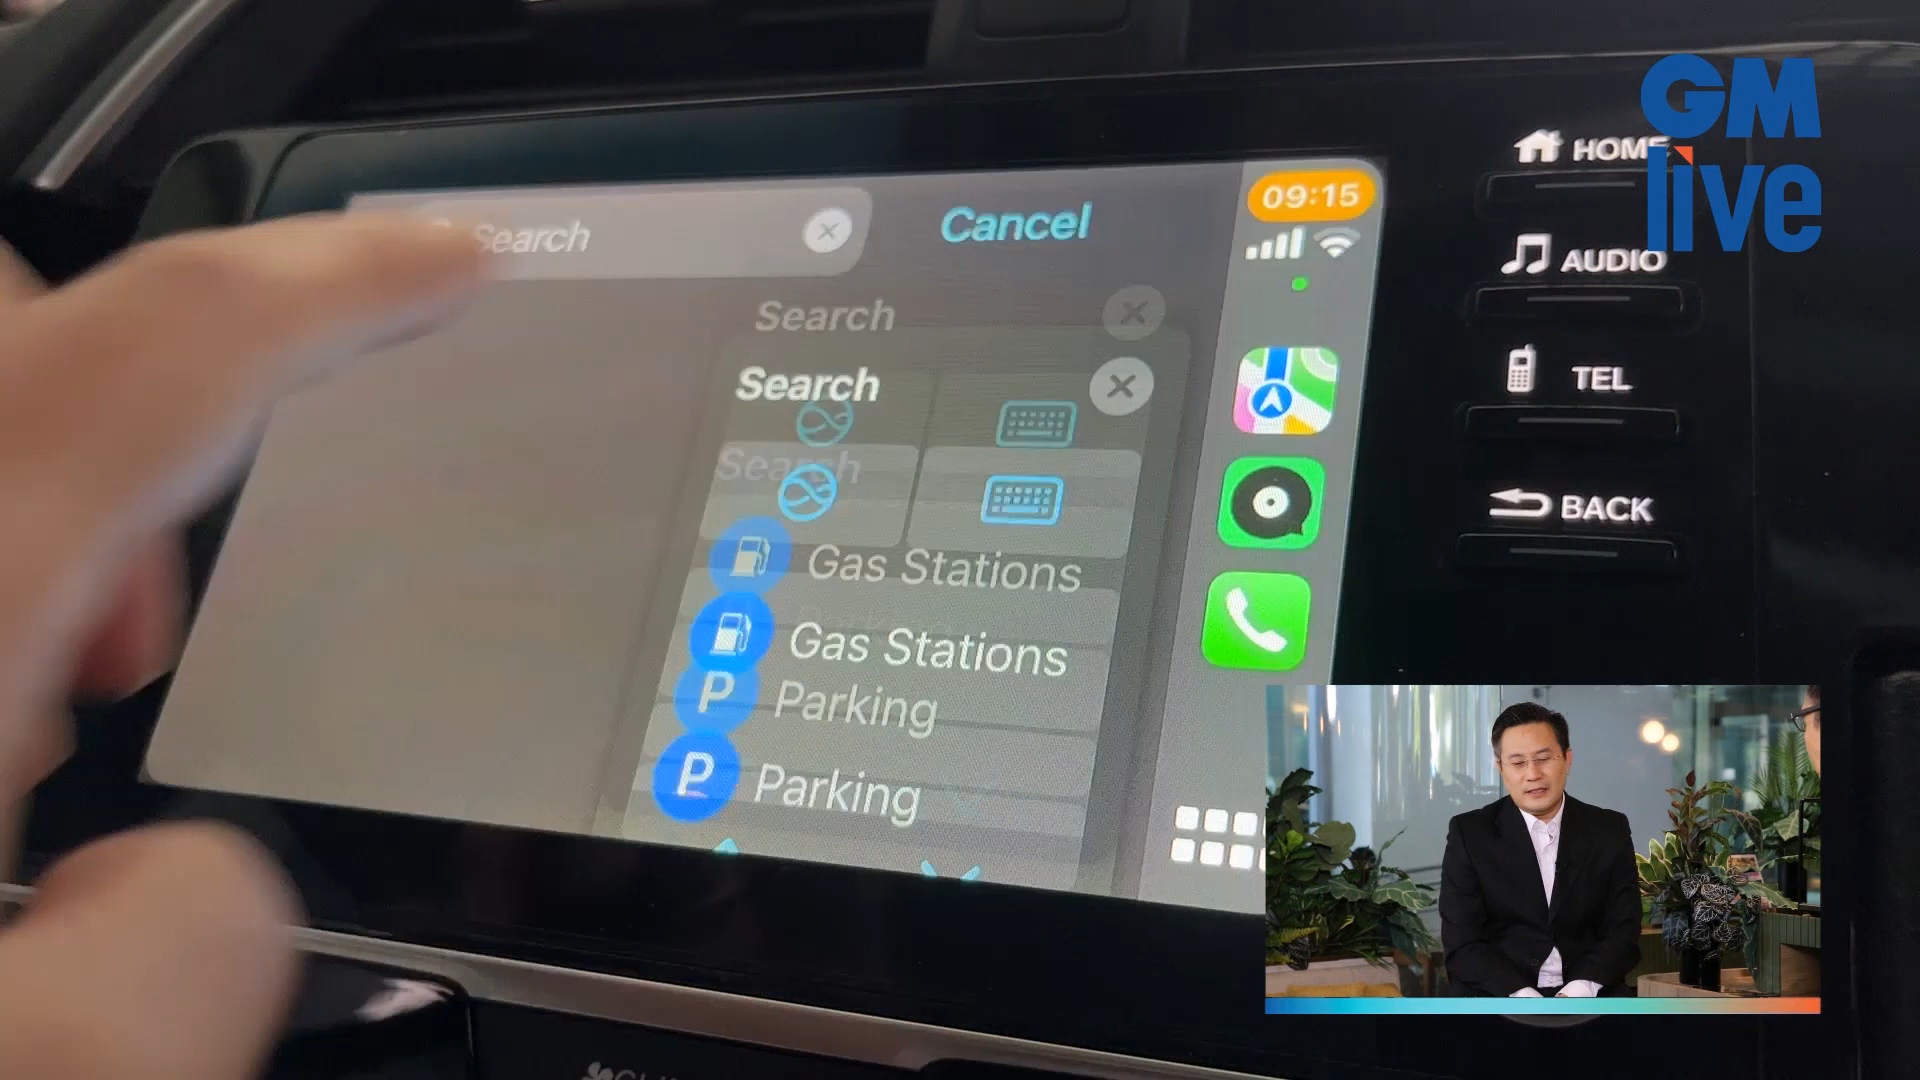 GM
live
HOME
AUDIO
TEL
BACK
Search
Cancel
09:15
Search
Search
Search
Gas Stations
Gas Stations
P Parking
P Parking